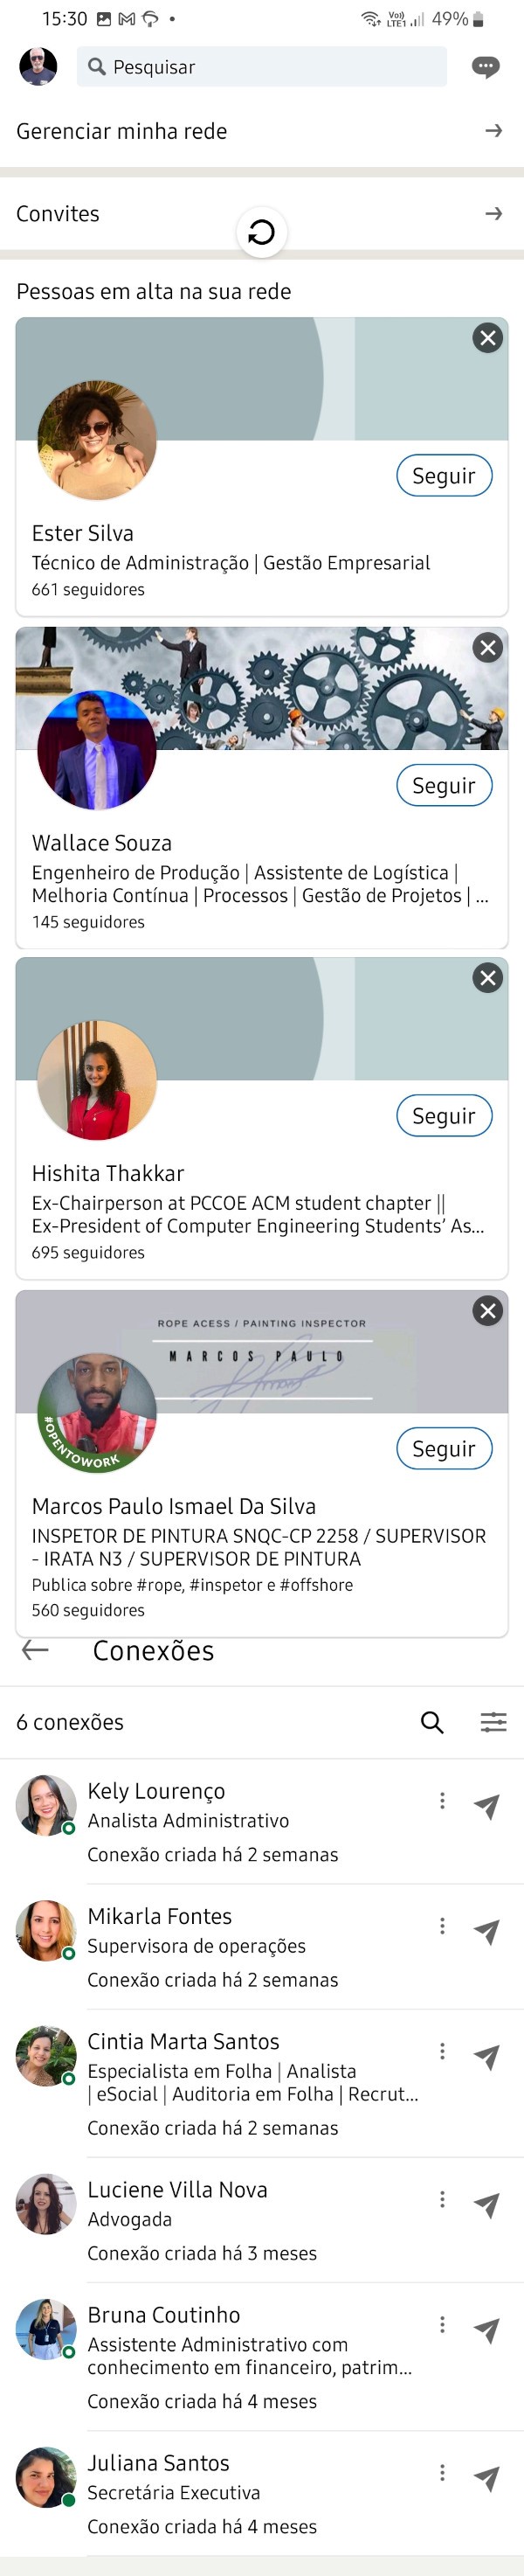 15:30
Vo))
LTE1
49%
Pesquisar
Gerenciar minha rede
Convites
Pessoas em alta na sua rede
Seguir
Ester Silva
Técnico de Administração | Gestão Empresarial
661 seguidores
Seguir
Wallace Souza
Engenheiro de Produção | Assistente de Logística |
Melhoria Contínua | Processos | Gestão de Projetos | ...
145 seguidores
Seguir
Hishita Thakkar
Ex-Chairperson at PCCOE ACM student chapter ||
Ex-President of Computer Engineering Students’ As...
695 seguidores
ROPE ACESS / PAINTING INSPECTOR
MARCOS PAULO
#OPENTOWORK
Seguir
Marcos Paulo Ismael Da Silva
INSPETOR DE PINTURA SNQC-CP 2258 / SUPERVISOR
- IRATA N3 / SUPERVISOR DE PINTURA
Publica sobre #rope, #inspetor e #offshore
560 seguidores
Conexões
6 conexões
Kely Lourenço
Analista Administrativo
Conexão criada há 2 semanas
Mikarla Fontes
Supervisora de operações
Conexão criada há 2 semanas
Cintia Marta Santos
Especialista em Folha | Analista
| eSocial | Auditoria em Folha | Recrut...
Conexão criada há 2 semanas
Luciene Villa Nova
Advogada
Conexão criada há 3 meses
Bruna Coutinho
Assistente Administrativo com
conhecimento em financeiro, patrim...
Conexão criada há 4 meses
Juliana Santos
Secretária Executiva
Conexão criada há 4 meses